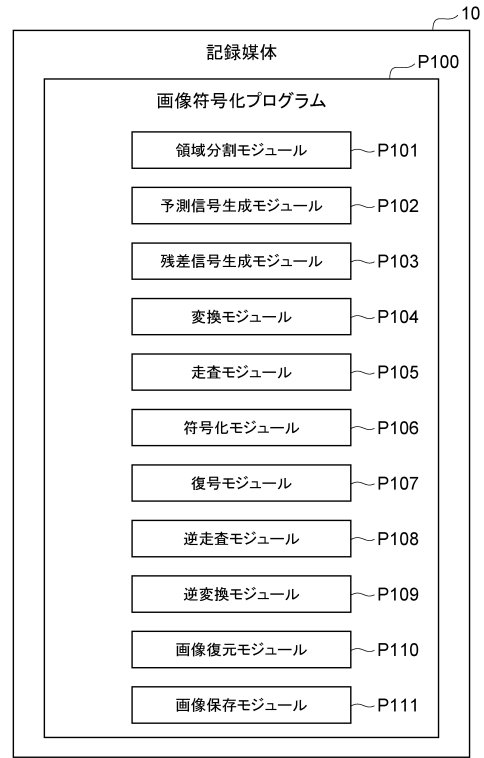 10
記録媒体
P100
画像符号化プログラム
領域分割モジュール P101
予測信号生成モジュール P102
残差信号生成モジュール P103
変換モジュール P104
走査モジュール P105
符号化モジュール P106
復号モジュール P107
逆走査モジュール P108
逆変換モジュール P109
画像復元モジュール P110
画像保存モジュール P111